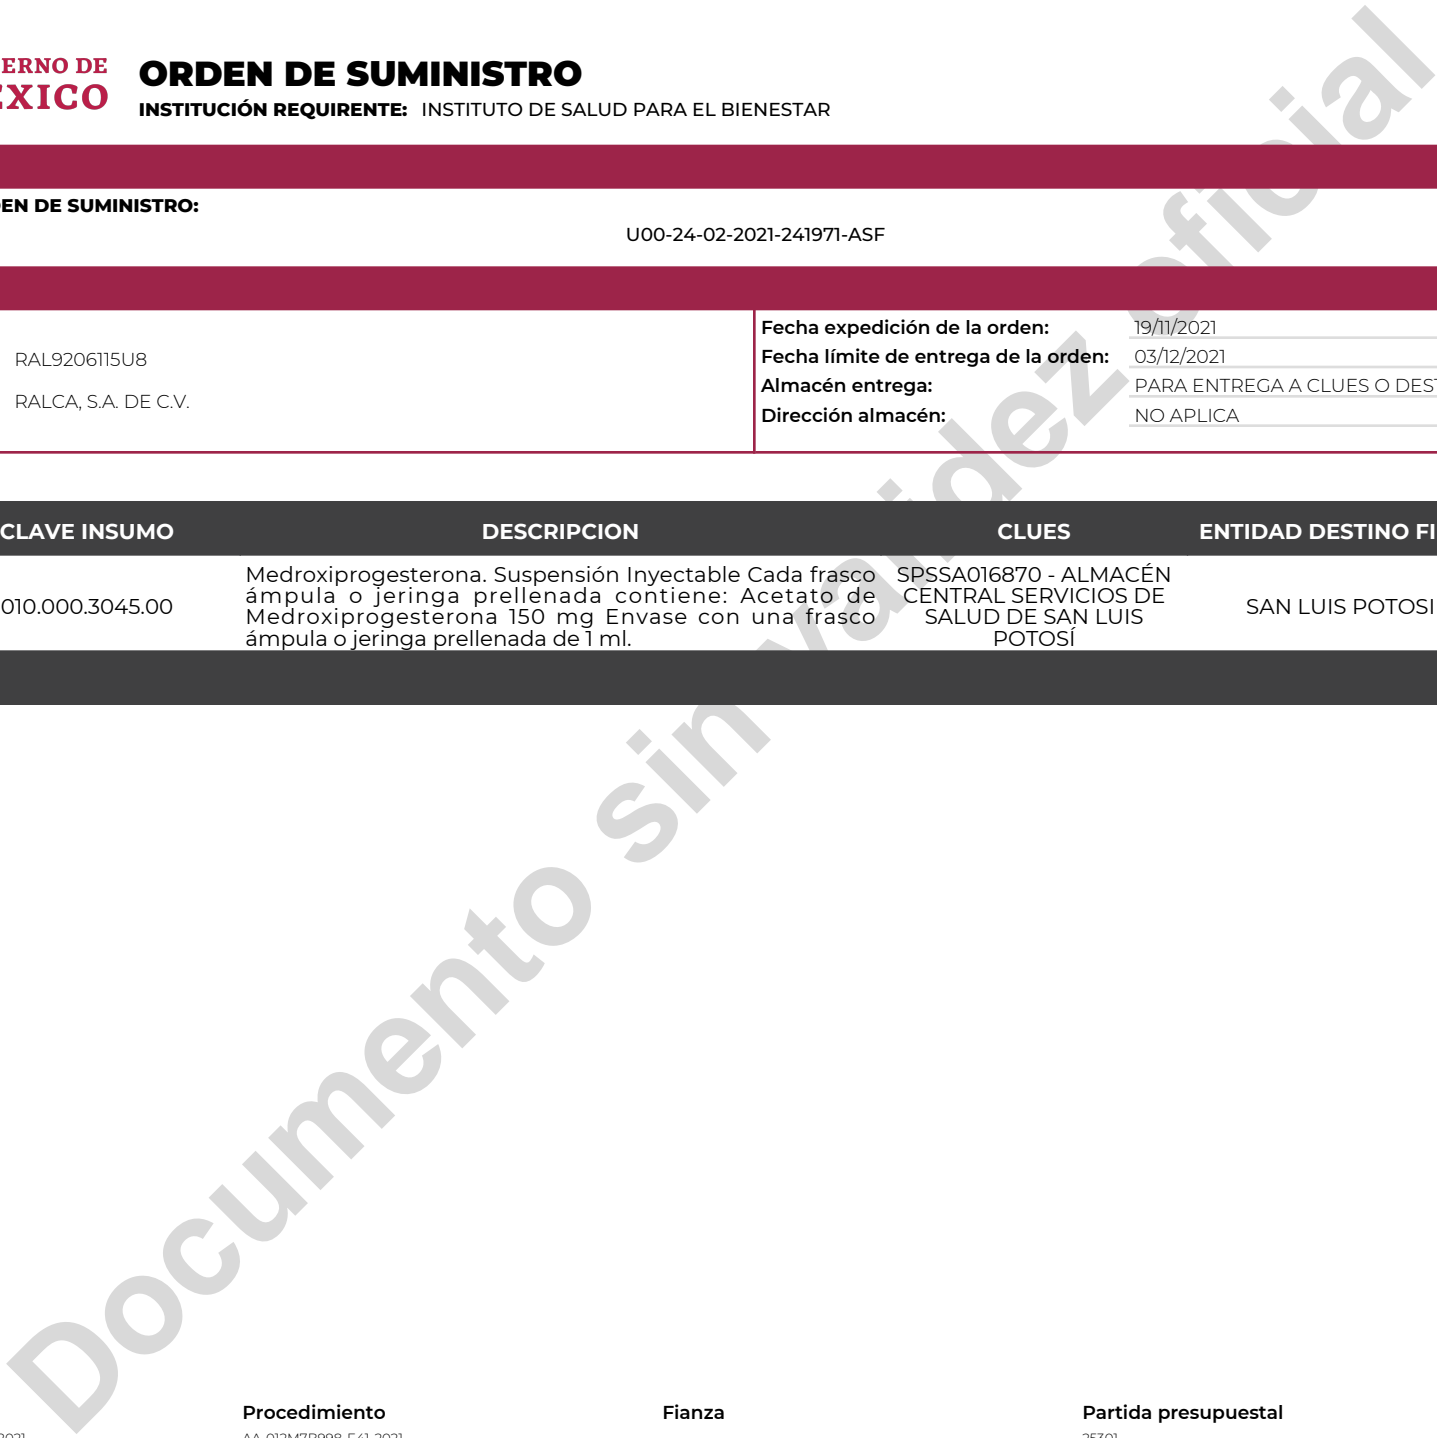 ERNO DE
EXICO
ORDEN DE SUMINISTRO
INSTITUCIÓN REQUIRENTE: INSTITUTO DE SALUD PARA EL BIENESTAR
EN DE SUMINISTRO:
U00-24-02-2021-241971-ASF
RAL9206115U8
RALCA, S.A. DE C.V.
Fecha expedición de la orden: 19/11/2021
Fecha límite de entrega de la orden: 03/12/2021
Almacén entrega: PARA ENTREGA A CLUES O DEST
Dirección almacén: NO APLICA
CLAVE INSUMO DESCRIPCION CLUES ENTIDAD DESTINO FI
010.000.3045.00
Medroxiprogesterona. Suspensión Inyectable Cada frasco
ámpula o jeringa prellenada contiene: Acetato de
Medroxiprogesterona 150 mg Envase con una frasco
ámpula o jeringa prellenada de 1 ml.
SPSSA016870 - ALMACÉN
CENTRAL SERVICIOS DE
SALUD DE SAN LUIS
POTOSÍ
SAN LUIS POTOSI
Documento sin validez oficial
Procedimiento Fianza Partida presupuestal